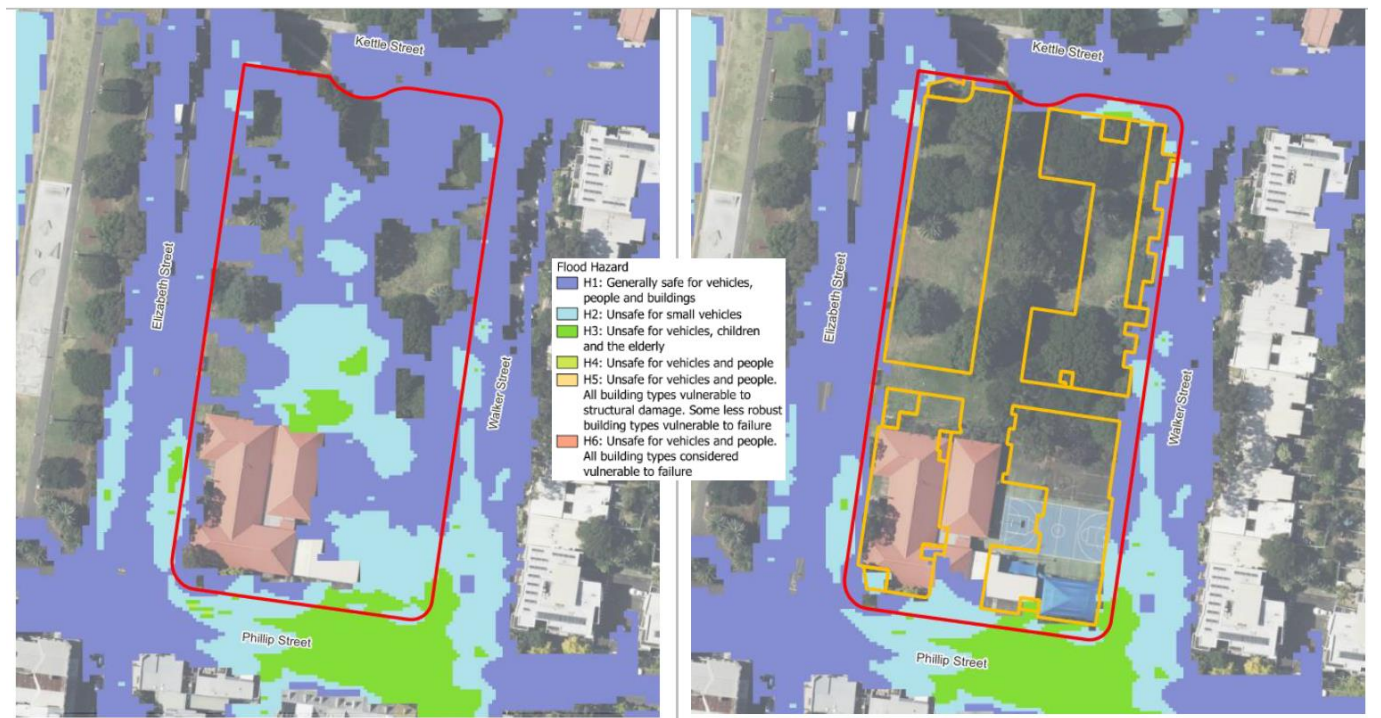 Kettle Street
Kettle Street
Elizabeth Street
Elizabeth Street
Flood Hazard
H1: Generally safe for vehicles,
people and buildings
H2: Unsafe for small vehicles
H3: Unsafe for vehicles, children
and the elderly
H4: Unsafe for vehicles and people
H5: Unsafe for vehicles and people.
All building types vulnerable to
structural damage. Some less robust
building types vulnerable to failure
H6: Unsafe for vehicles and people.
All building types considered
vulnerable to failure
Walker Street
Walker Street
Phillip Street
Phillip Street